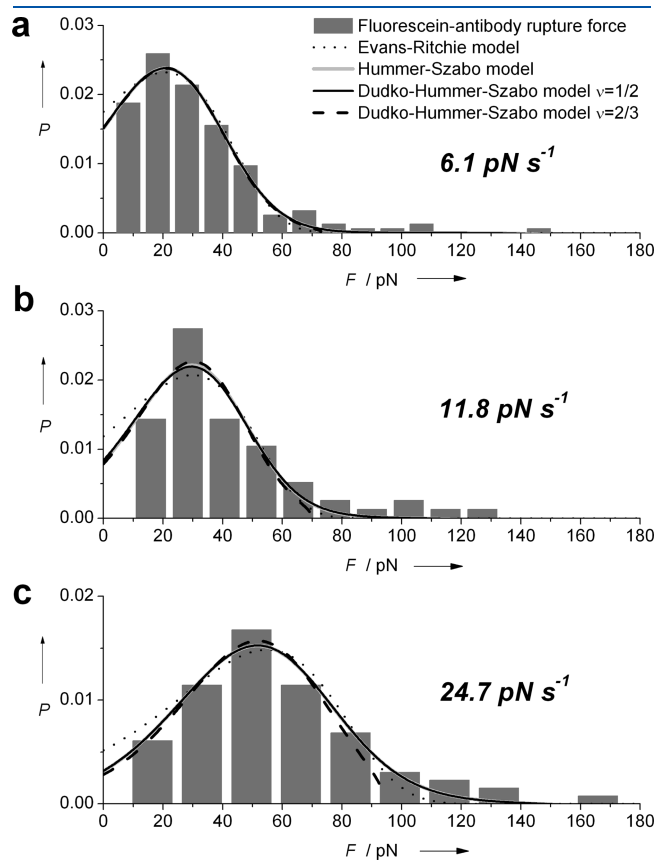 a
0.03
0.02
0.01
0.00
P
Fluorescein-antibody rupture force
Evans-Ritchie model
Hummer-Szabo model
Dudko-Hummer-Szabo model ν=1/2
Dudko-Hummer-Szabo model ν=2/3
6.1 pN s⁻¹
0 20 40 60 80 100 120 140 160 180
F / pN
b
0.03
0.02
0.01
0.00
P
11.8 pN s⁻¹
0 20 40 60 80 100 120 140 160 180
F / pN
c
0.02
0.01
0.00
P
24.7 pN s⁻¹
0 20 40 60 80 100 120 140 160 180
F / pN